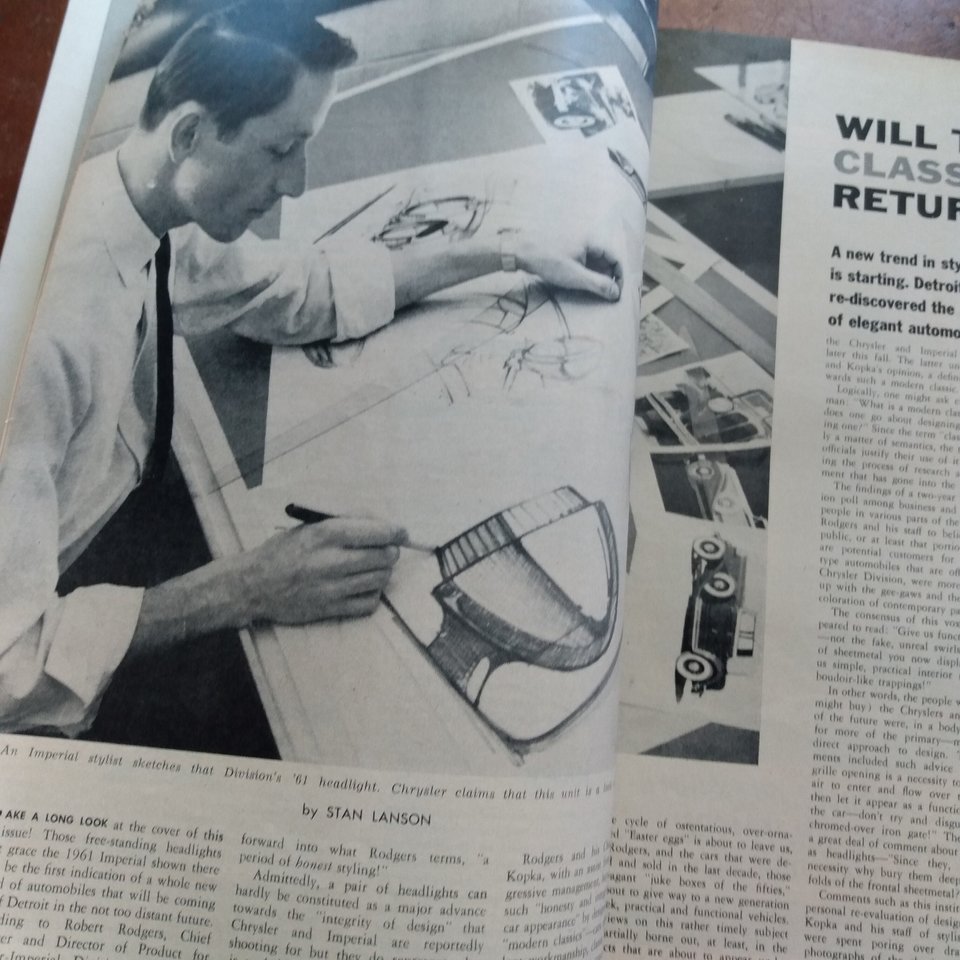 An Imperial stylist sketches that Division's '61 headlight. Chrysler claims that this unit is a
by STAN LANSON
AKE A LONG LOOK at the cover of this
issue! Those free-standing headlights
grace the 1961 Imperial shown there
be the first indication of a whole new
of automobiles that will be coming
f Detroit in the not too distant future.
ding to Robert Rodgers, Chief
er and Director of Product for
forward into what Rodgers terms, "a
period of honest styling!"
Admittedly, a pair of headlights can
hardly be constituted as a major advance
towards the "integrity of design" that
Chrysler and Imperial are reportedly
shooting for but they do
Rodgers and his
Kopka, with an
gressive management,
such "honesty and
car appearance" by
"modern classics"
workmanship,
e cycle of ostentatious, over-orna-
d "Easter eggs" is about to leave us,
Rodgers, and the cars that were de-
and sold in the last decade, those
agant "juke boxes of the fifties,"
out to give way to a new generation
ek, practical and functional vehicles.
iews on this rather timely subject
artially borne out, at least, in the
cts that are about to appear
WILL T
CLASS
RETUR
A new trend in sty
is starting. Detroit
re-discovered the
of elegant automo
the Chrysler and Imperial
later this fall. The latter
and Kopka's opinion, a defin
wards such a modern classic
Logically, one might ask
man: "What is a modern cla
does one go about designing
ing one?" Since the term "clas
ly a matter of semantics, the
officials justify their use of it
ing the process of research a
ment that has gone into the
The findings of a two-year
ion poll among business and
people in various parts of the
Rodgers and his staff to beli
public, or at least that portio
are potential customers for
type automobiles that are of
Chrysler Division, were more
up with the gee-gaws and the
coloration of contemporary pa
The consensus of this vox
peared to read: "Give us func
—not the fake, unreal swirls
of sheetmetal you now displ
us simple, practical interior
boudoir-like trappings!"
In other words, the people w
might buy) the Chryslers an
of the future were, in a body
for more of the primary—m
direct approach to design.
ments included such advice
grille opening is a necessity to
air to enter and flow over
then let it appear as a functio
the car—don't try and disgu
chromed-over iron gate!" The
a great deal of comment about
as headlights—"Since they,
necessity why bury them deep
folds of the frontal sheetmetal?
Comments such as this instit
personal re-evaluation of design
Kopka and his staff of stylis
were spent poring over dra
photographs of the